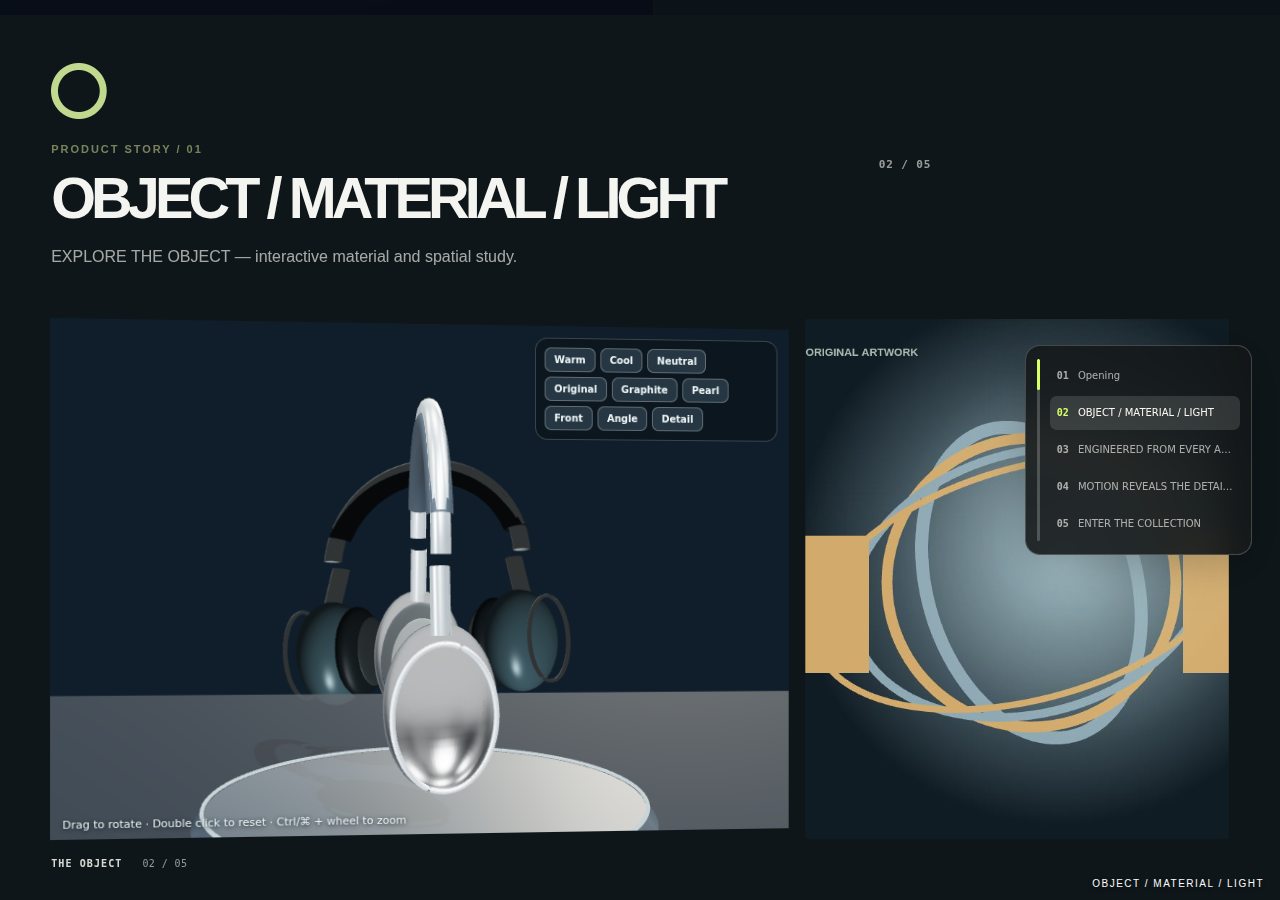 PRODUCT STORY / 01
02 / 05
OBJECT / MATERIAL / LIGHT
EXPLORE THE OBJECT — interactive material and spatial study.
Warm Cool Neutral
Original Graphite Pearl
Front Angle Detail
Drag to rotate · Double click to reset · Ctrl/⌘ + wheel to zoom
ORIGINAL ARTWORK
01 Opening
02 OBJECT / MATERIAL / LIGHT
03 ENGINEERED FROM EVERY A...
04 MOTION REVEALS THE DETAI...
05 ENTER THE COLLECTION
THE OBJECT 02 / 05
OBJECT / MATERIAL / LIGHT